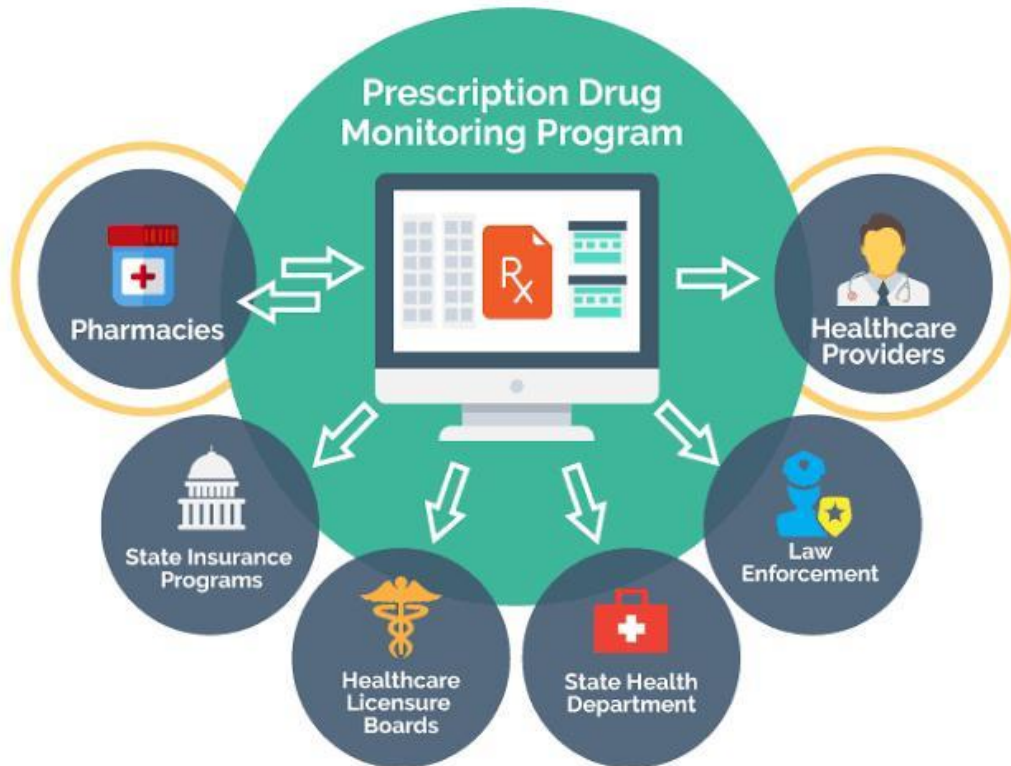 Prescription Drug
Monitoring Program
Rx
Pharmacies
Healthcare
Providers
State Insurance
Programs
Law
Enforcement
Healthcare
Licensure
Boards
State Health
Department